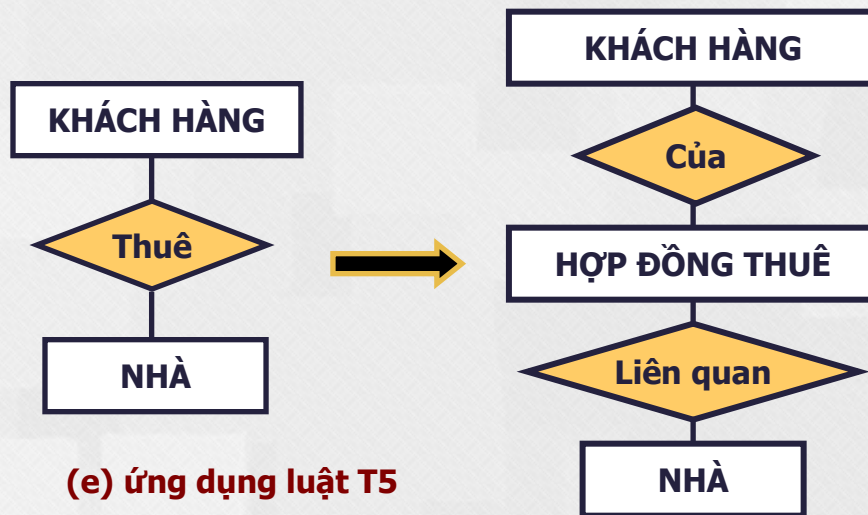 KHÁCH HÀNG
Thuê
NHÀ
(e) ứng dụng luật T5
KHÁCH HÀNG
Của
HỢP ĐỒNG THUÊ
Liên quan
NHÀ